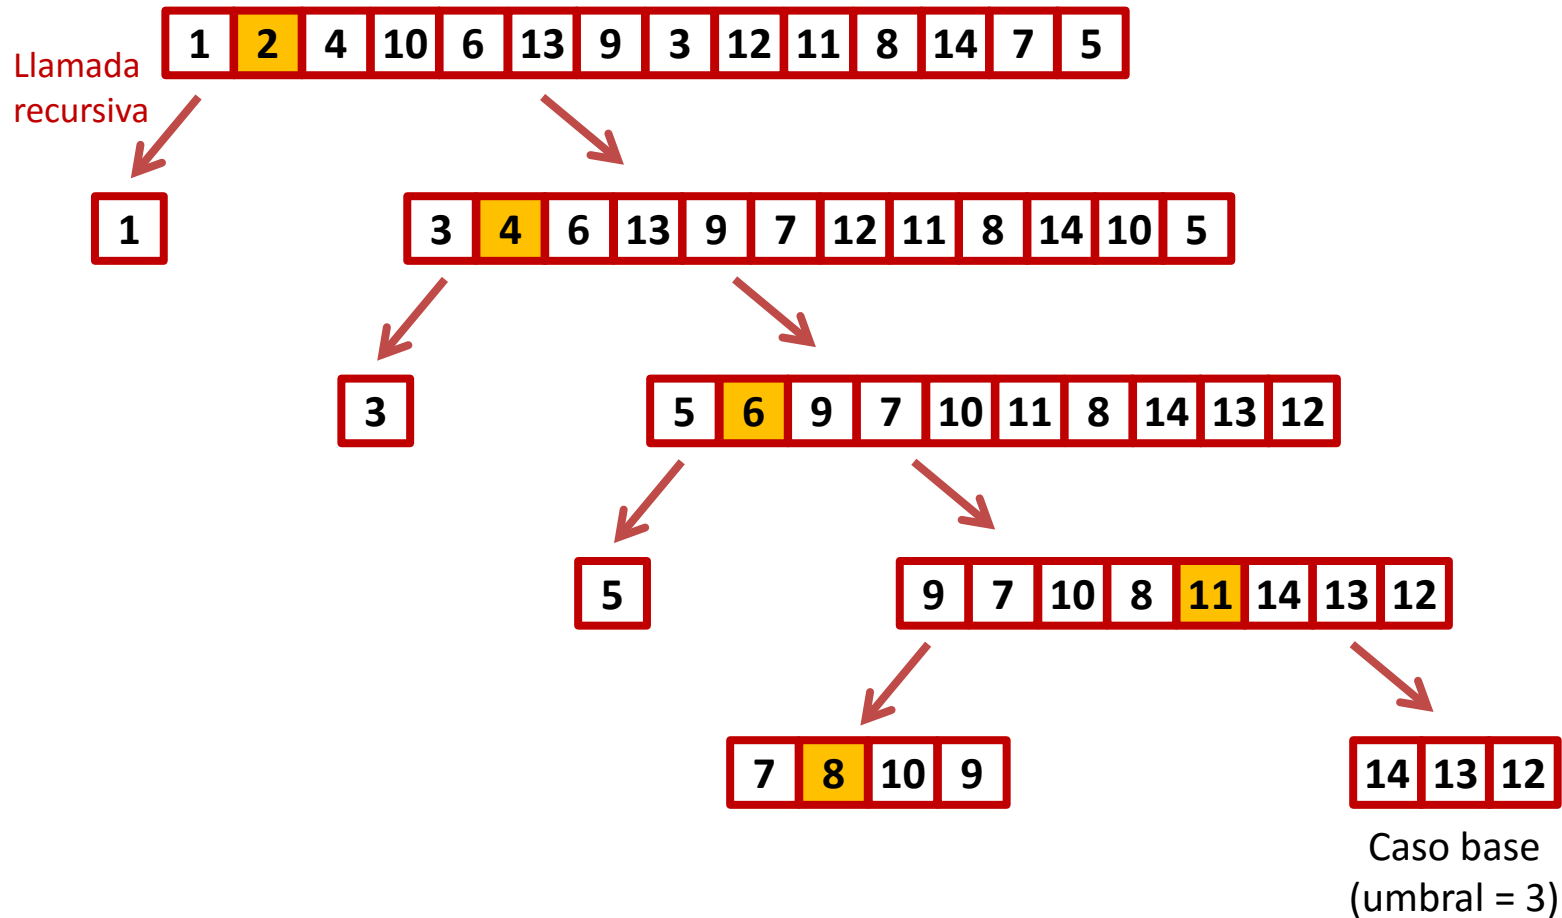 1 2 4 10 6 13 9 3 12 11 8 14 7 5
Llamada
recursiva
1
3 4 6 13 9 7 12 11 8 14 10 5
3
5 6 9 7 10 11 8 14 13 12
5
9 7 10 8 11 14 13 12
7 8 10 9
14 13 12
Caso base
(umbral = 3)